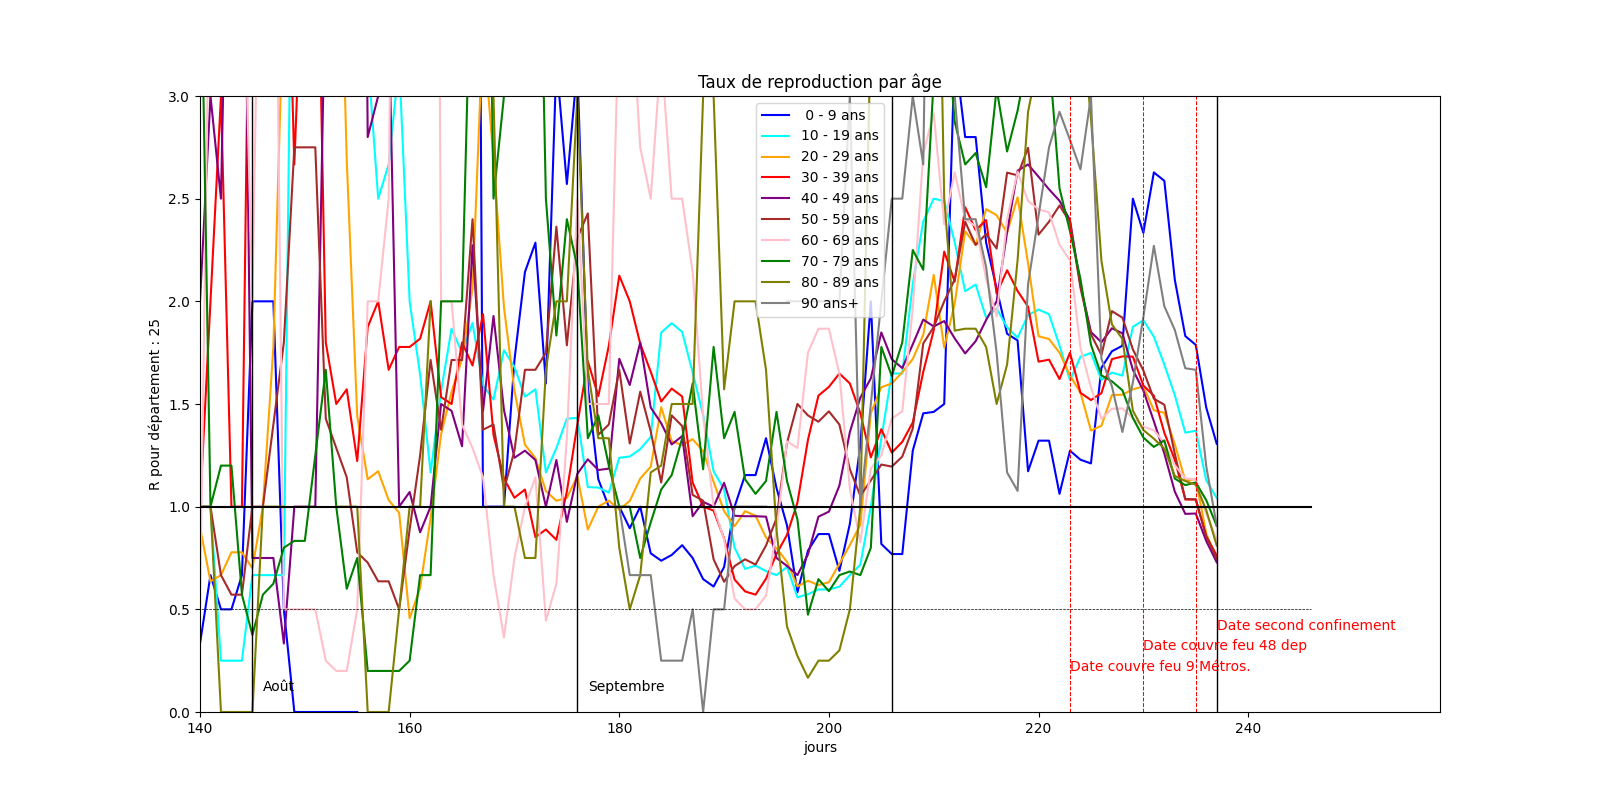 Taux de reproduction par âge
R pour département : 25
3.0
2.5
2.0
1.5
1.0
0.5
0.0
0 - 9 ans
10 - 19 ans
20 - 29 ans
30 - 39 ans
40 - 49 ans
50 - 59 ans
60 - 69 ans
70 - 79 ans
80 - 89 ans
90 ans+
Date second confinement
Date couvre feu 48 dep
Date couvre feu 9 Métros.
Août
Septembre
140
160
180
200
220
240
jours